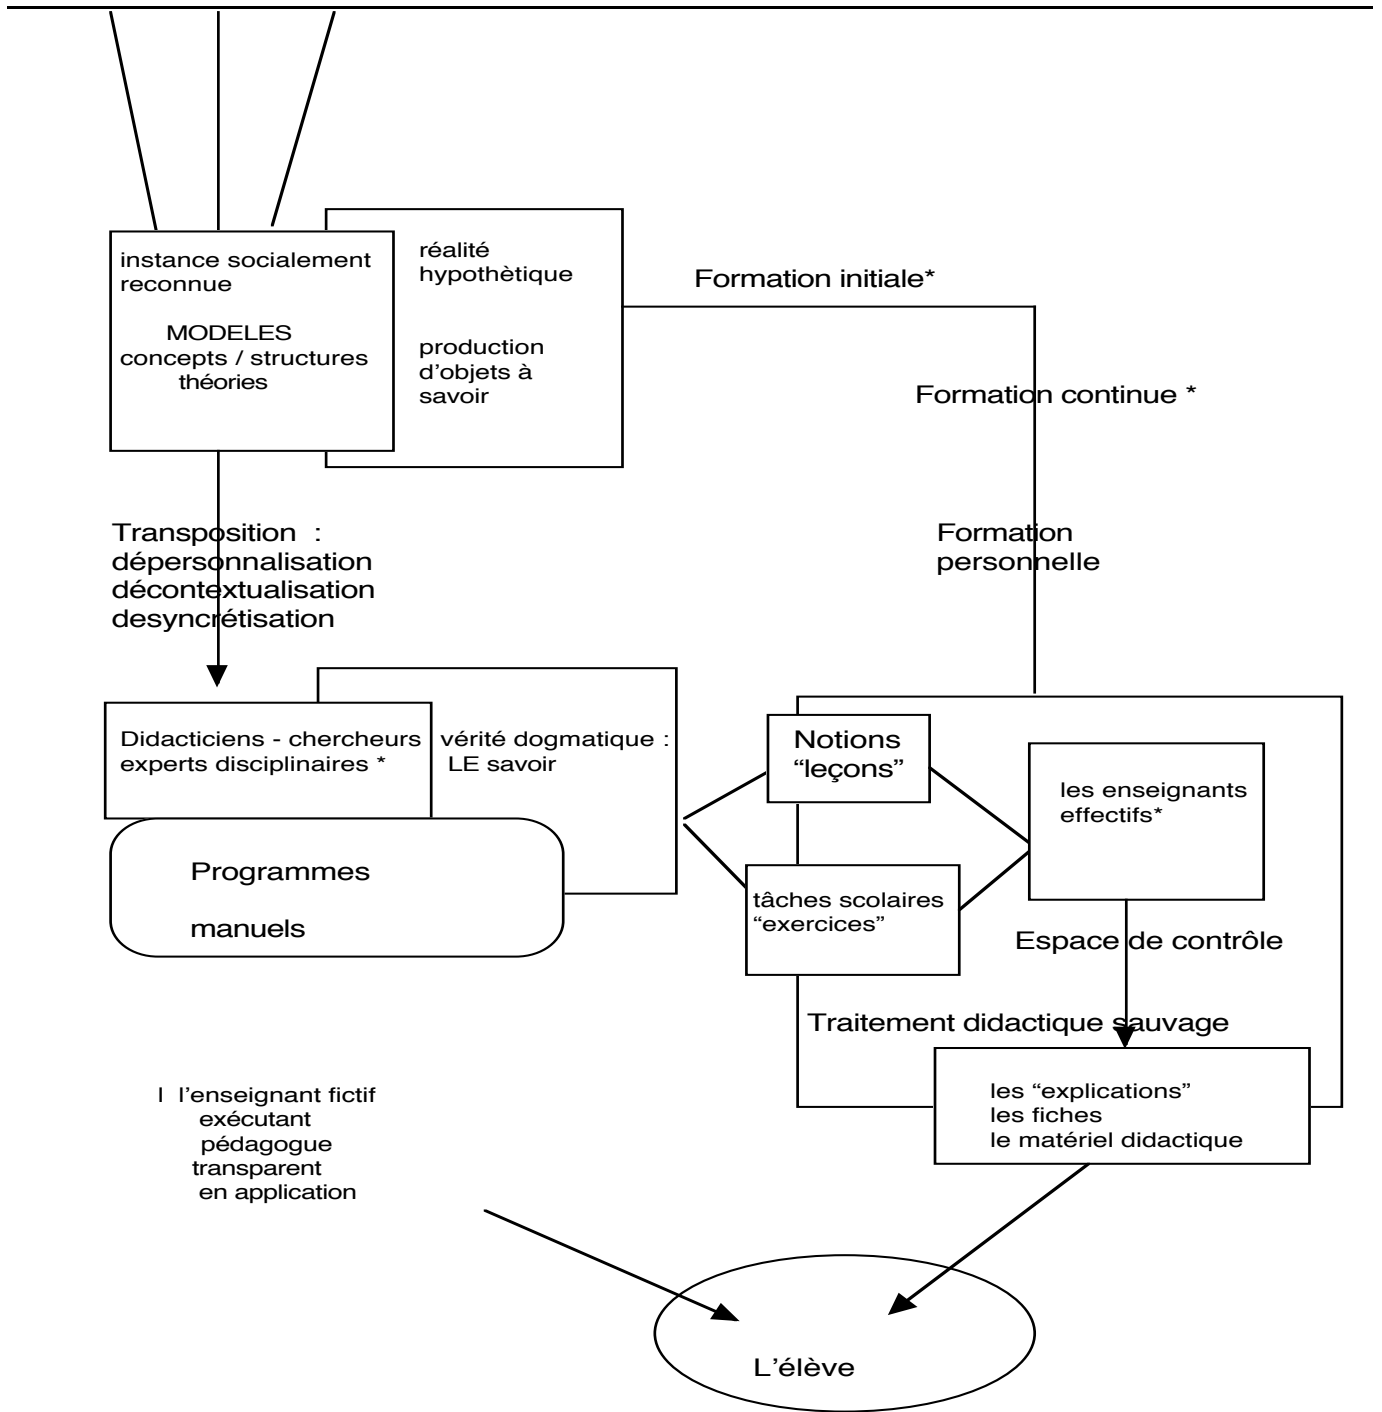 instance socialement
reconnue
MODELES
concepts / structures
théories
réalité
hypothètique
production
d'objets à
savoir
Formation initiale*
Formation continue *
Formation
personnelle
Transposition :
dépersonnalisation
décontextualisation
desyncrétisation
Didacticiens - chercheurs
experts disciplinaires *
vérité dogmatique :
LE savoir
Programmes
manuels
Notions
“leçons”
tâches scolaires
“exercices”
les enseignants
effectifs*
Espace de contrôle
Traitement didactique sauvage
les “explications”
les fiches
le matériel didactique
l l’enseignant fictif
exécutant
pédagogue
transparent
en application
L’élève